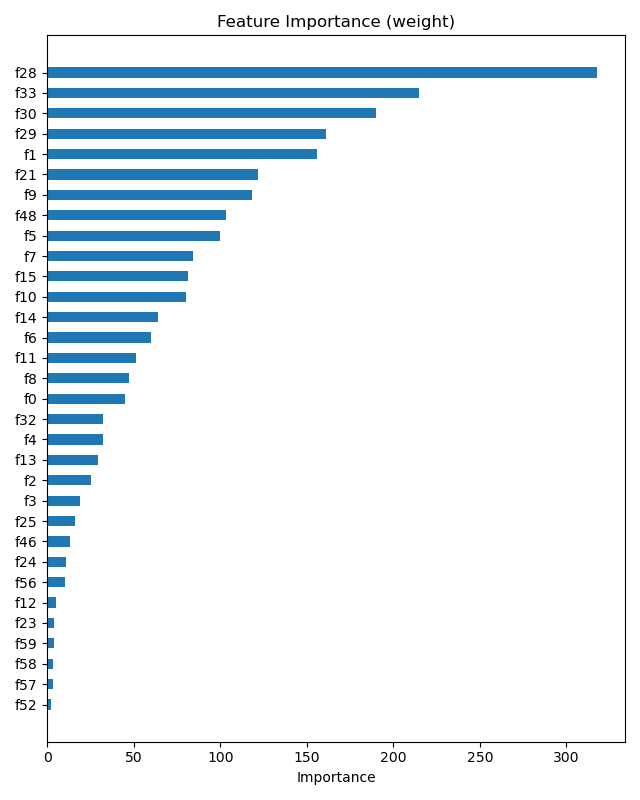 Feature Importance (weight)
f28
f33
f30
f29
f1
f21
f9
f48
f5
f7
f15
f10
f14
f6
f11
f8
f0
f32
f4
f13
f2
f3
f25
f46
f24
f56
f12
f23
f59
f58
f57
f52
0 50 100 150 200 250 300
Importance